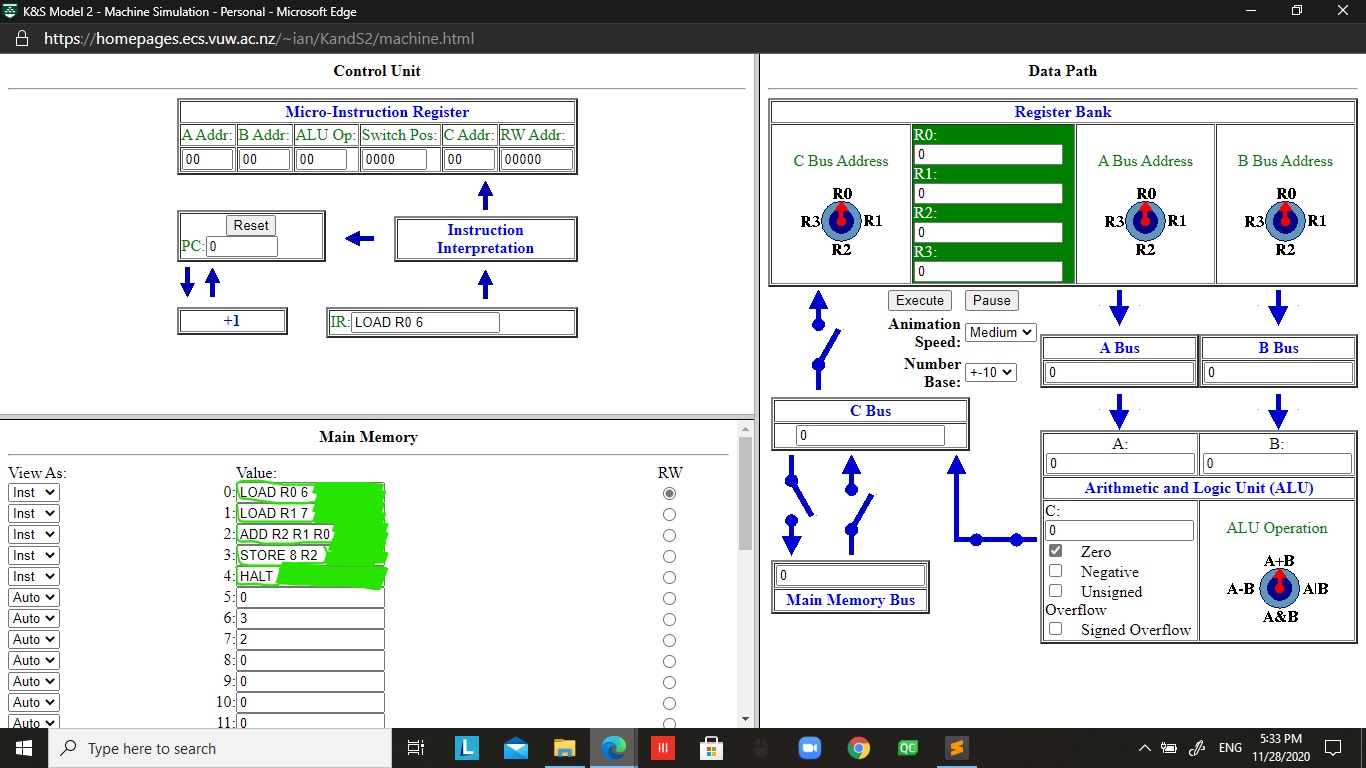 K&S Model 2 - Machine Simulation - Personal - Microsoft Edge
https://homepages.ecs.vuw.ac.nz/~ian/KandS2/machine.html
Control Unit
Micro-Instruction Register
A Addr: B Addr: ALU Op: Switch Pos: C Addr: RW Addr:
00 00 00 0000 00 00000
Reset
PC: 0
Instruction
Interpretation
+1
IR: LOAD R0 6
Main Memory
View As: Value: RW
Inst 0: LOAD R0 6
Inst 1: LOAD R1 7
Inst 2: ADD R2 R1 R0
Inst 3: STORE 8 R2
Inst 4: HALT
Auto 5: 0
Auto 6: 3
Auto 7: 2
Auto 8: 0
Auto 9: 0
Auto 10: 0
Auto 11: 0
Data Path
Register Bank
C Bus Address
R0
R3 R1
R2
R0:
0
R1:
0
R2:
0
R3:
0
A Bus Address
R0
R3 R1
R2
B Bus Address
R0
R3 R1
R2
Execute Pause
Animation
Speed: Medium
Number
Base: +-10
A Bus
0
B Bus
0
C Bus
0
A:
0
B:
0
Arithmetic and Logic Unit (ALU)
C:
0
Zero
Negative
Unsigned
Overflow
Signed Overflow
ALU Operation
A+B
A-B A|B
A&B
0
Main Memory Bus
Type here to search
L
QC
ENG
5:33 PM
11/28/2020